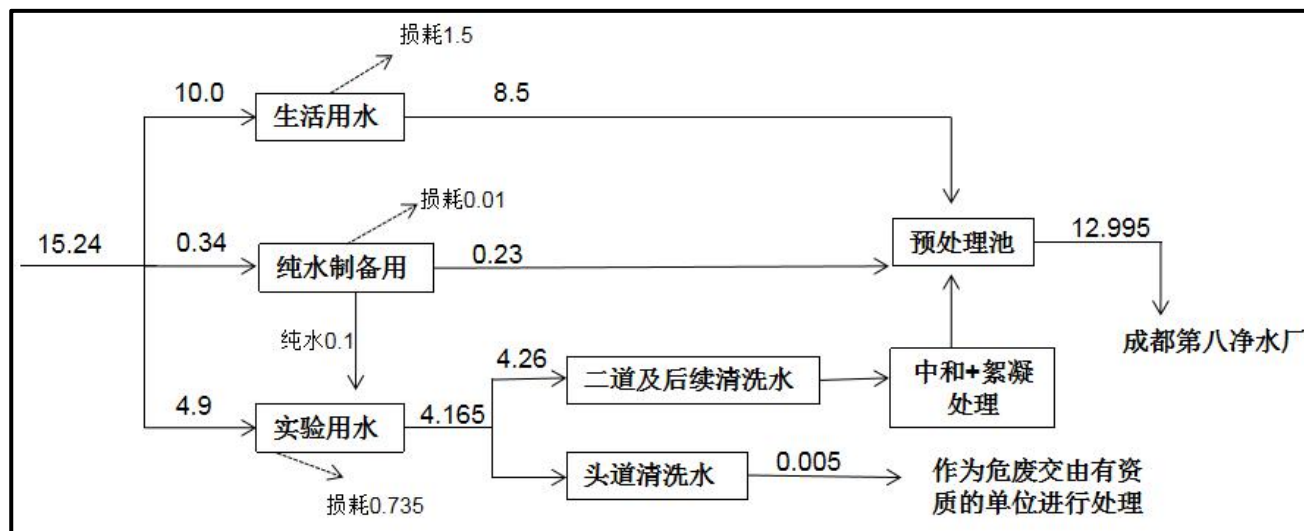 损耗1.5
10.0
生活用水
8.5
损耗0.01
15.24
0.34
纯水制备用
0.23
预处理池
12.995
纯水0.1
成都第八净水厂
4.9
实验用水
4.165
4.26
二道及后续清洗水
中和+絮凝
处理
头道清洗水
0.005
作为危废交由有资
质的单位进行处理
损耗0.735